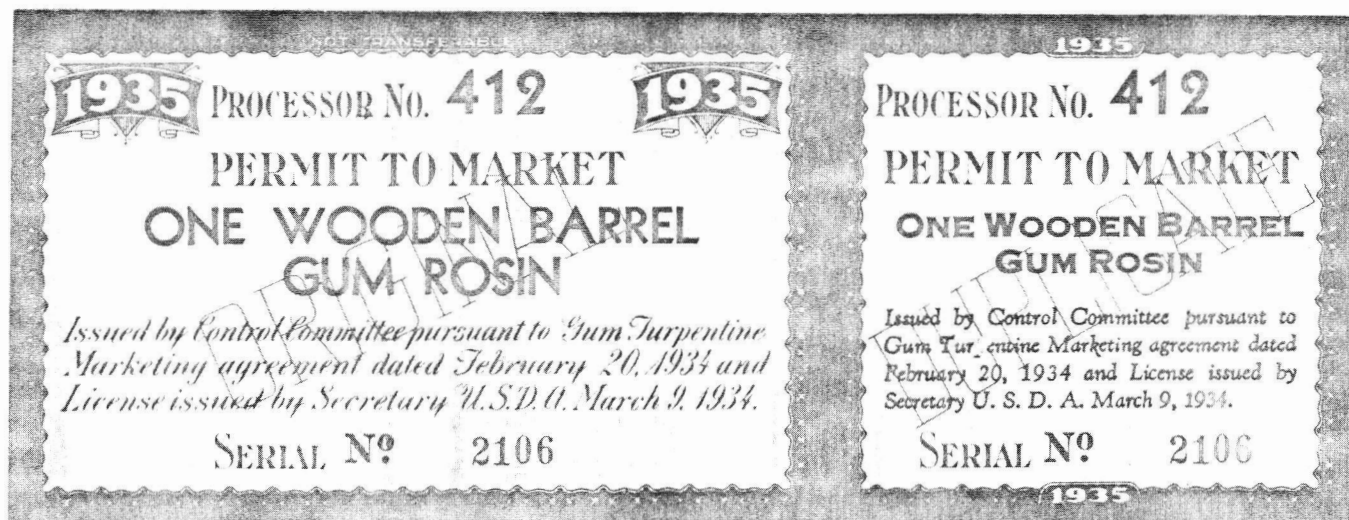 NOT TRANSFERABLE
1935 PROCESSOR No. 412 1935
PERMIT TO MARKET
ONE WOODEN BARREL
GUM ROSIN
ORIGINAL
Issued by Control Committee pursuant to Gum Turpentine
Marketing agreement dated February 20, 1934 and
License issued by Secretary U.S.D.A. March 9, 1934.
SERIAL Nº 2106
1935
PROCESSOR No. 412
PERMIT TO MARKET
ONE WOODEN BARREL
GUM ROSIN
DUPLICATE
Issued by Control Committee pursuant to
Gum Tur entine Marketing agreement dated
February 20, 1934 and License issued by
Secretary U. S. D. A. March 9, 1934.
SERIAL Nº 2106
1935